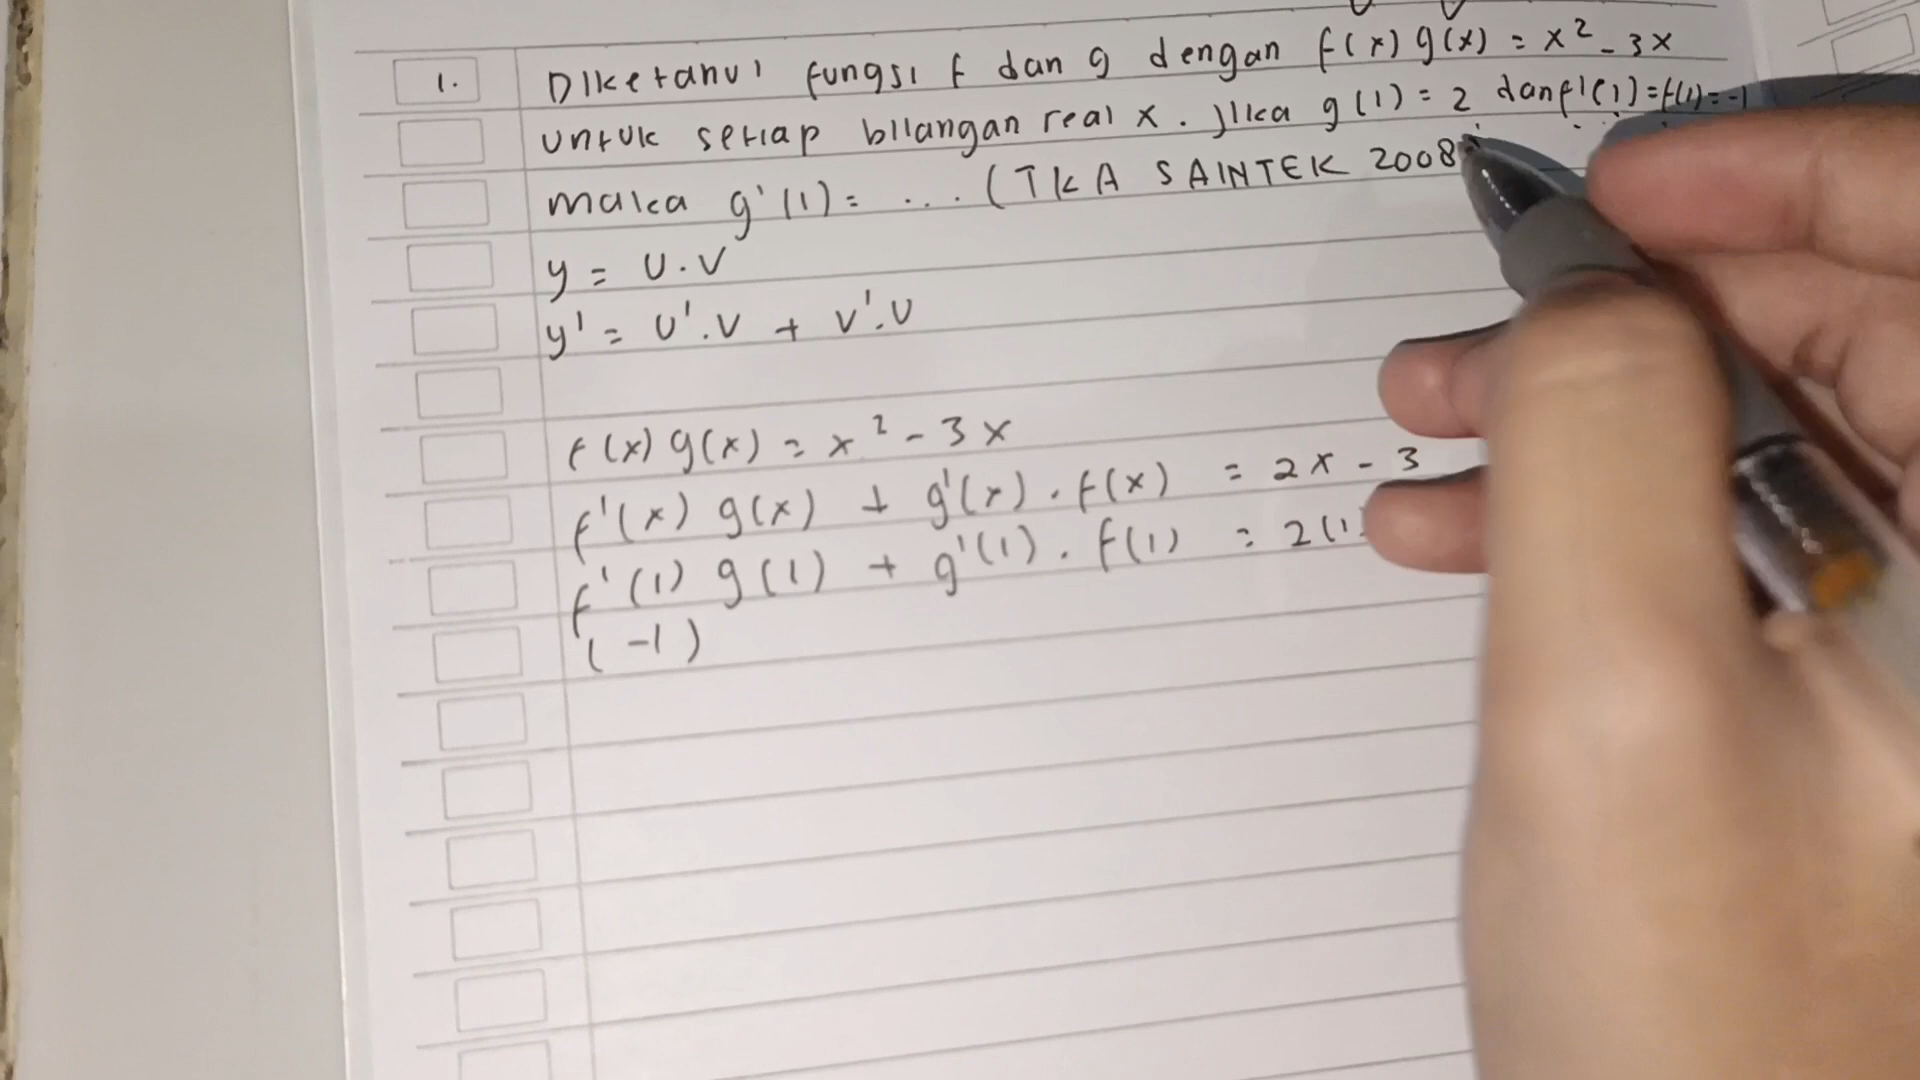 1. Diketahui fungsi f dan g dengan f(x) g(x) = x² - 3x
untuk setiap bilangan real x. Jika g(1) = 2 dan f'(1) = f(1) = -1
maka g'(1) = ... (TKA SAINTEK 2008
y = U.V
y' = U'.V + V'.U
f(x) g(x) = x² - 3x
f'(x) g(x) + g'(x) . f(x) = 2x - 3
f'(1) g(1) + g'(1) . f(1) = 2(1)
(-1)